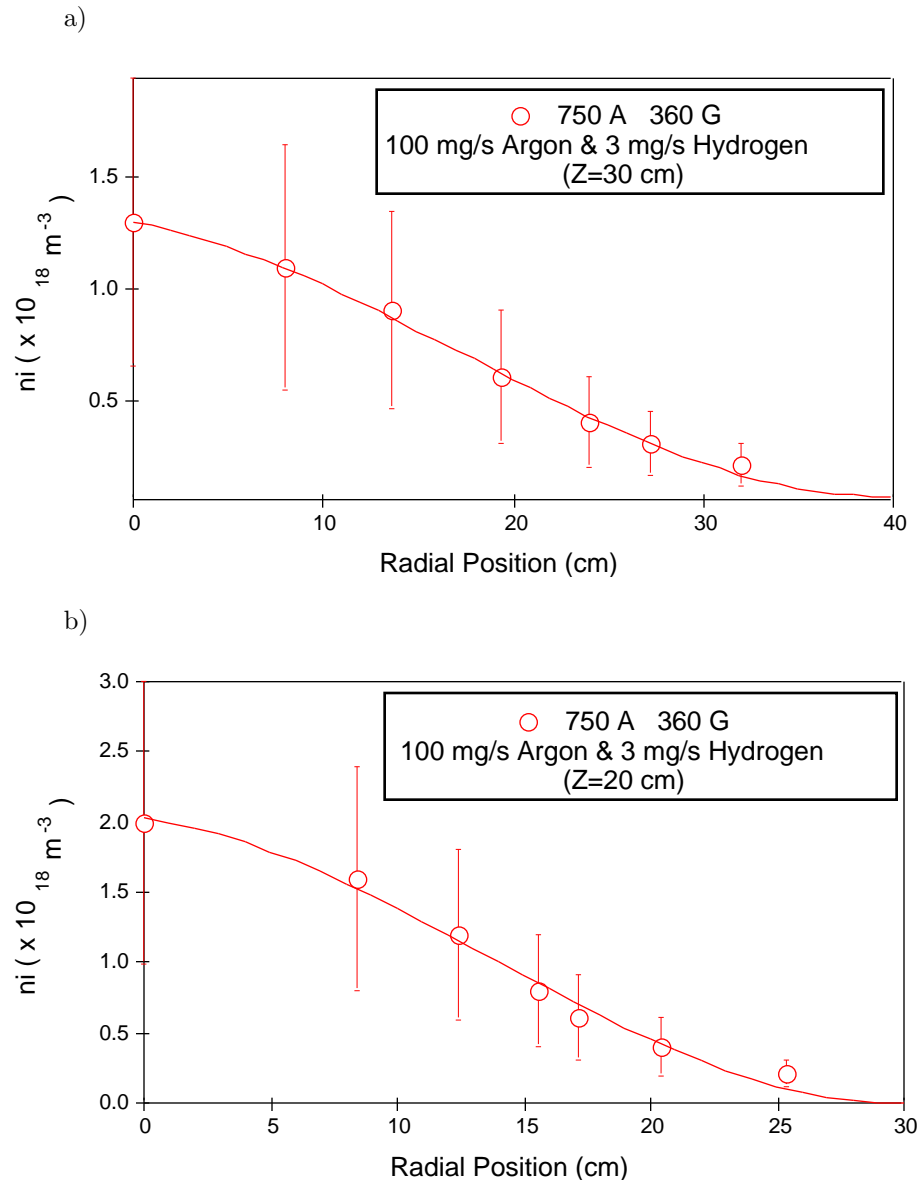 a)
750 A 360 G
100 mg/s Argon & 3 mg/s Hydrogen
(Z=30 cm)
ni ( x 10 18 m-3 )
1.5
1.0
0.5
0 10 20 30 40
Radial Position (cm)
b)
750 A 360 G
100 mg/s Argon & 3 mg/s Hydrogen
(Z=20 cm)
ni ( x 10 18 m-3 )
3.0
2.5
2.0
1.5
1.0
0.5
0.0
0 5 10 15 20 25 30
Radial Position (cm)